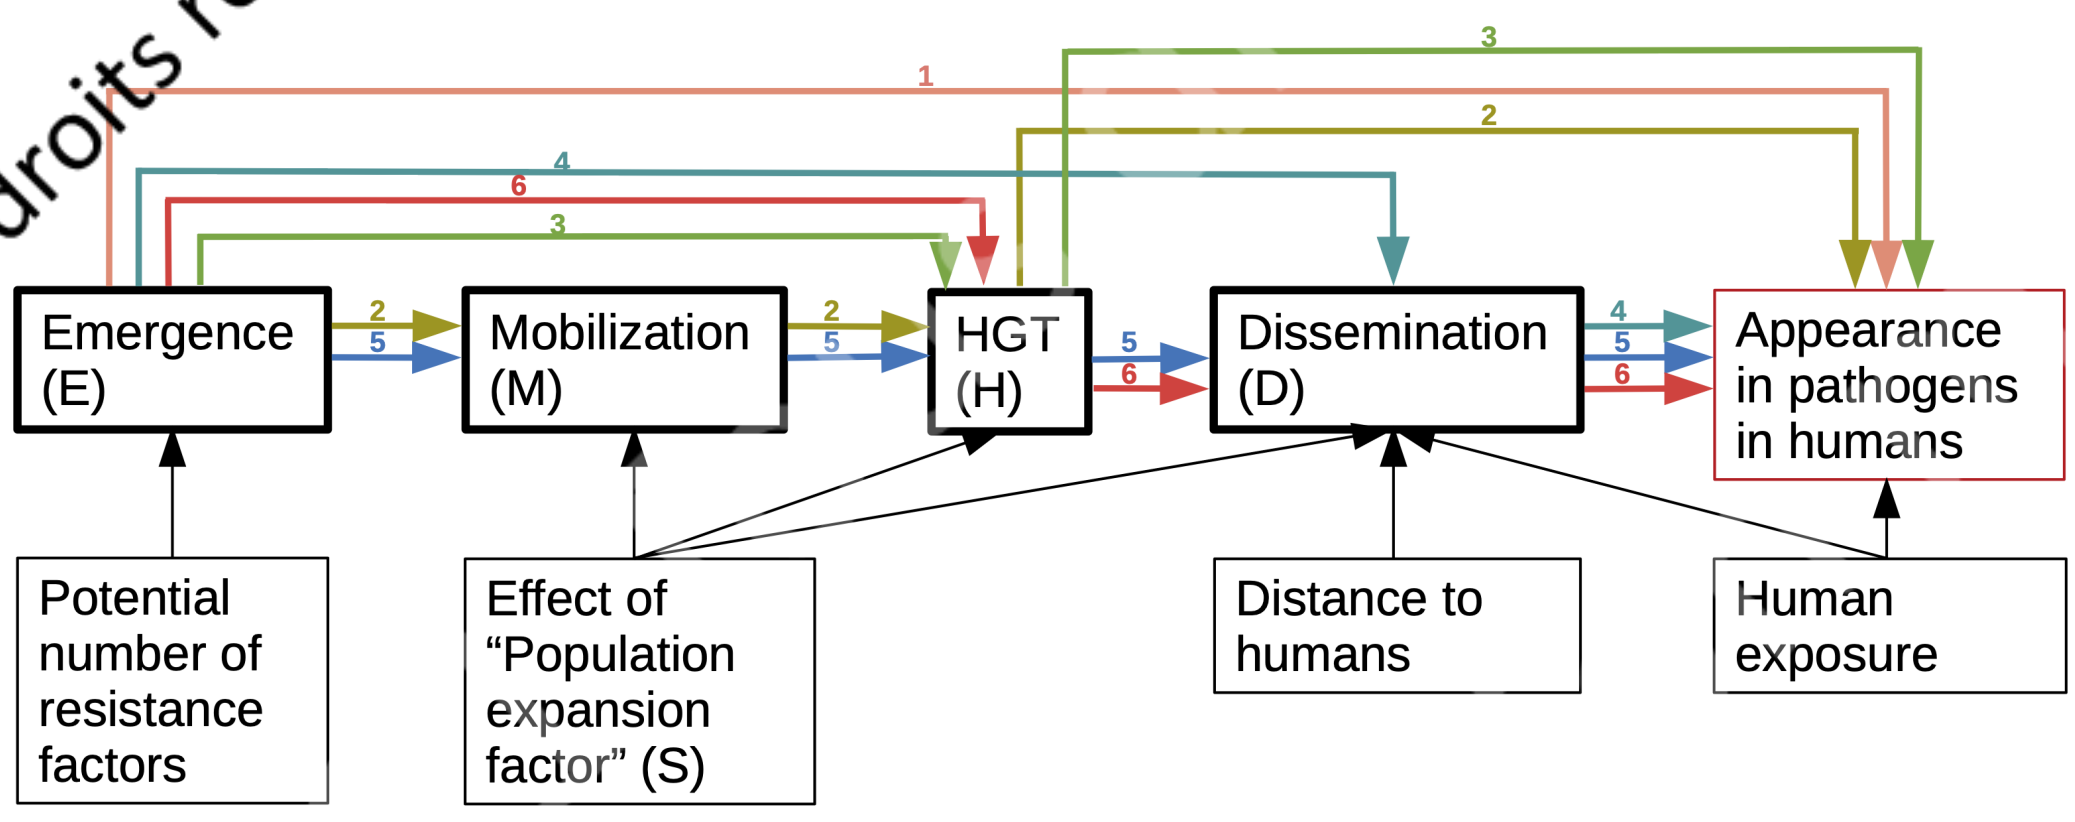 droits
3
1
2
4
6
3
Emergence
(E)
2
5
Mobilization
(M)
2
5
HGT
(H)
5
6
Dissemination
(D)
4
5
6
Appearance
in pathogens
in humans
Potential
number of
resistance
factors
Effect of
“Population
expansion
factor” (S)
Distance to
humans
Human
exposure